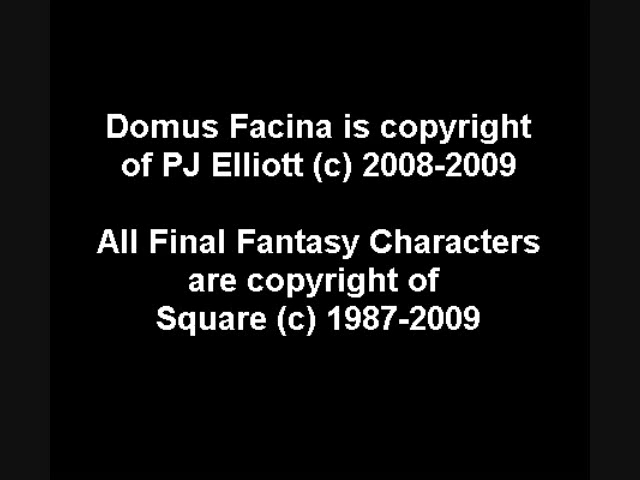 Domus Facina is copyright
of PJ Elliott (c) 2008-2009
All Final Fantasy Characters
are copyright of
Square (c) 1987-2009